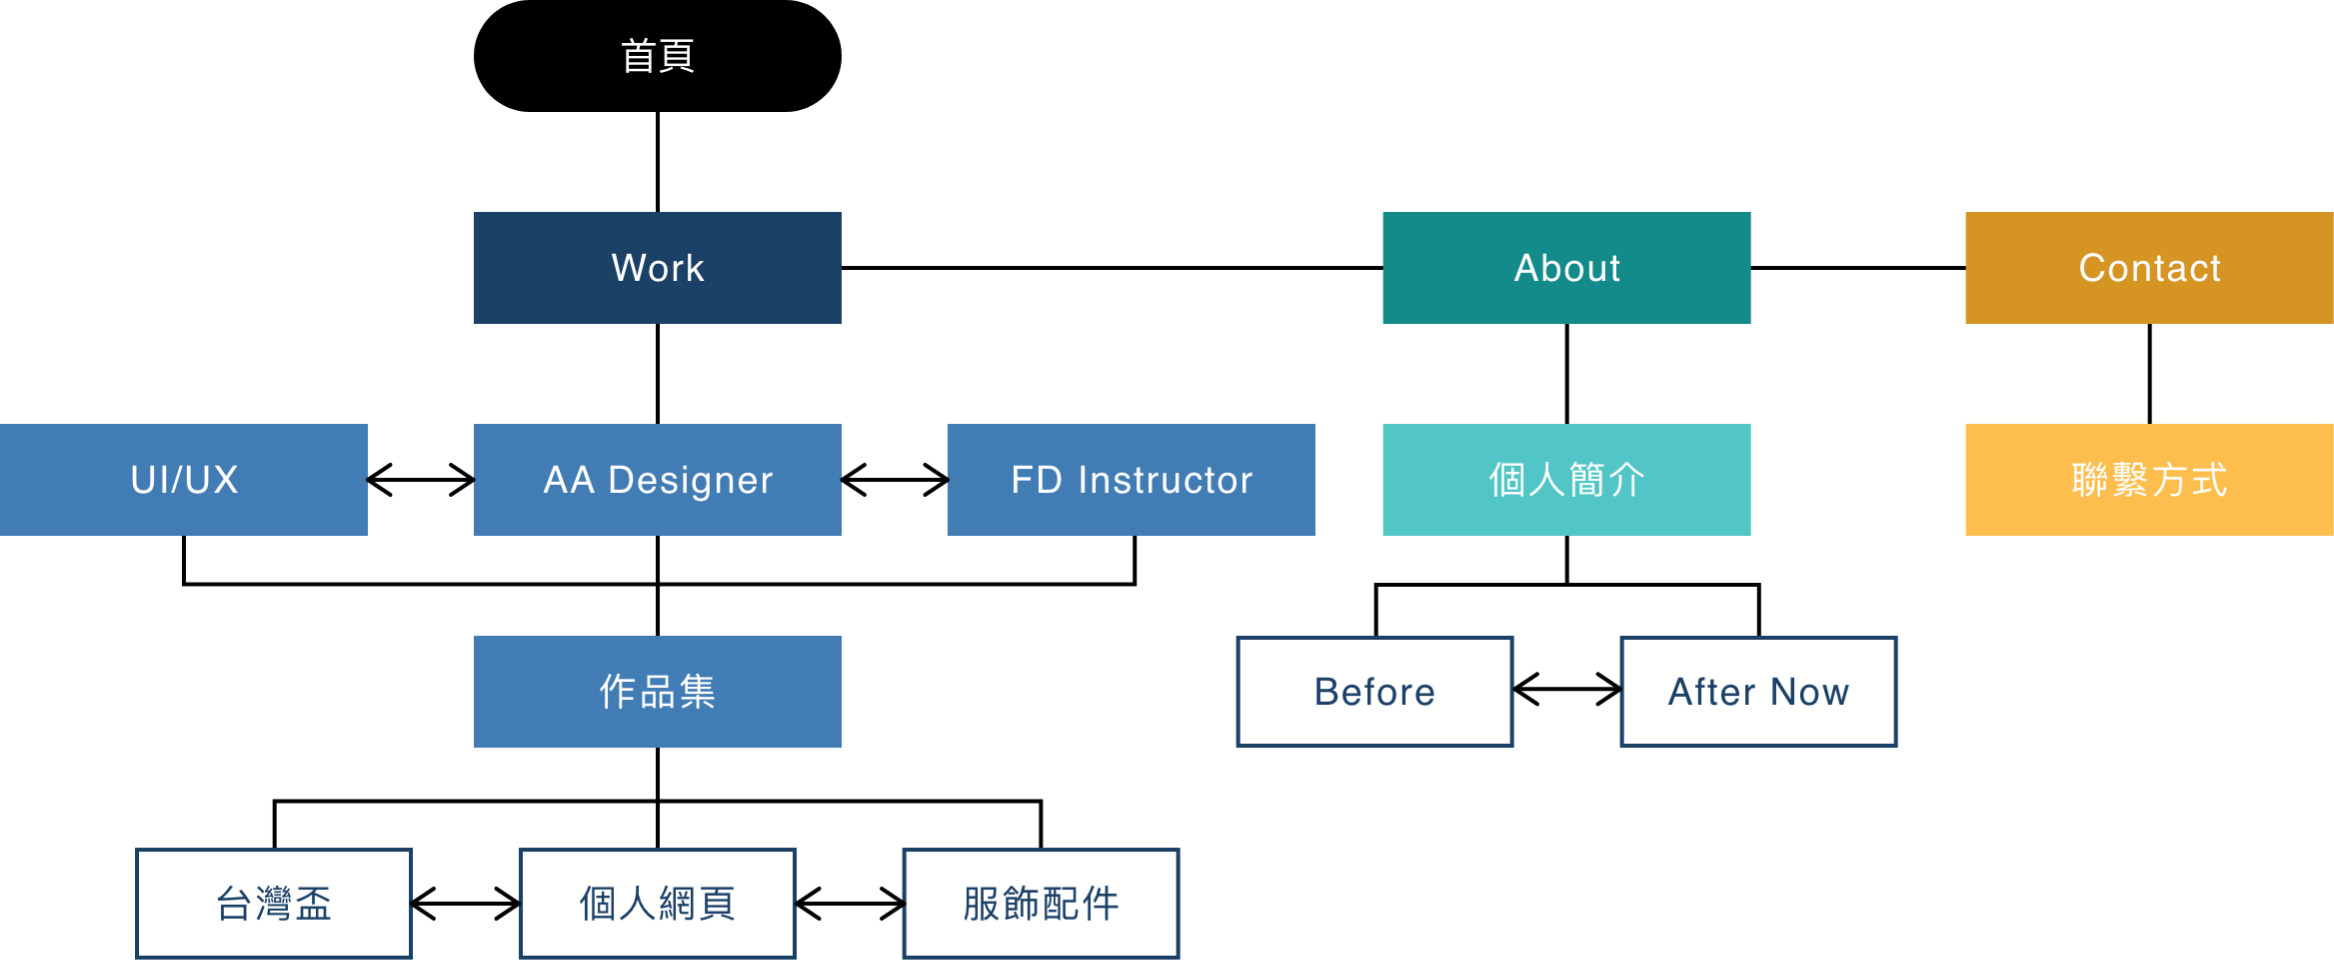 首頁
Work
About
Contact
UI/UX
AA Designer
FD Instructor
個人簡介
聯繫方式
作品集
Before
After Now
台灣盃
個人網頁
服飾配件